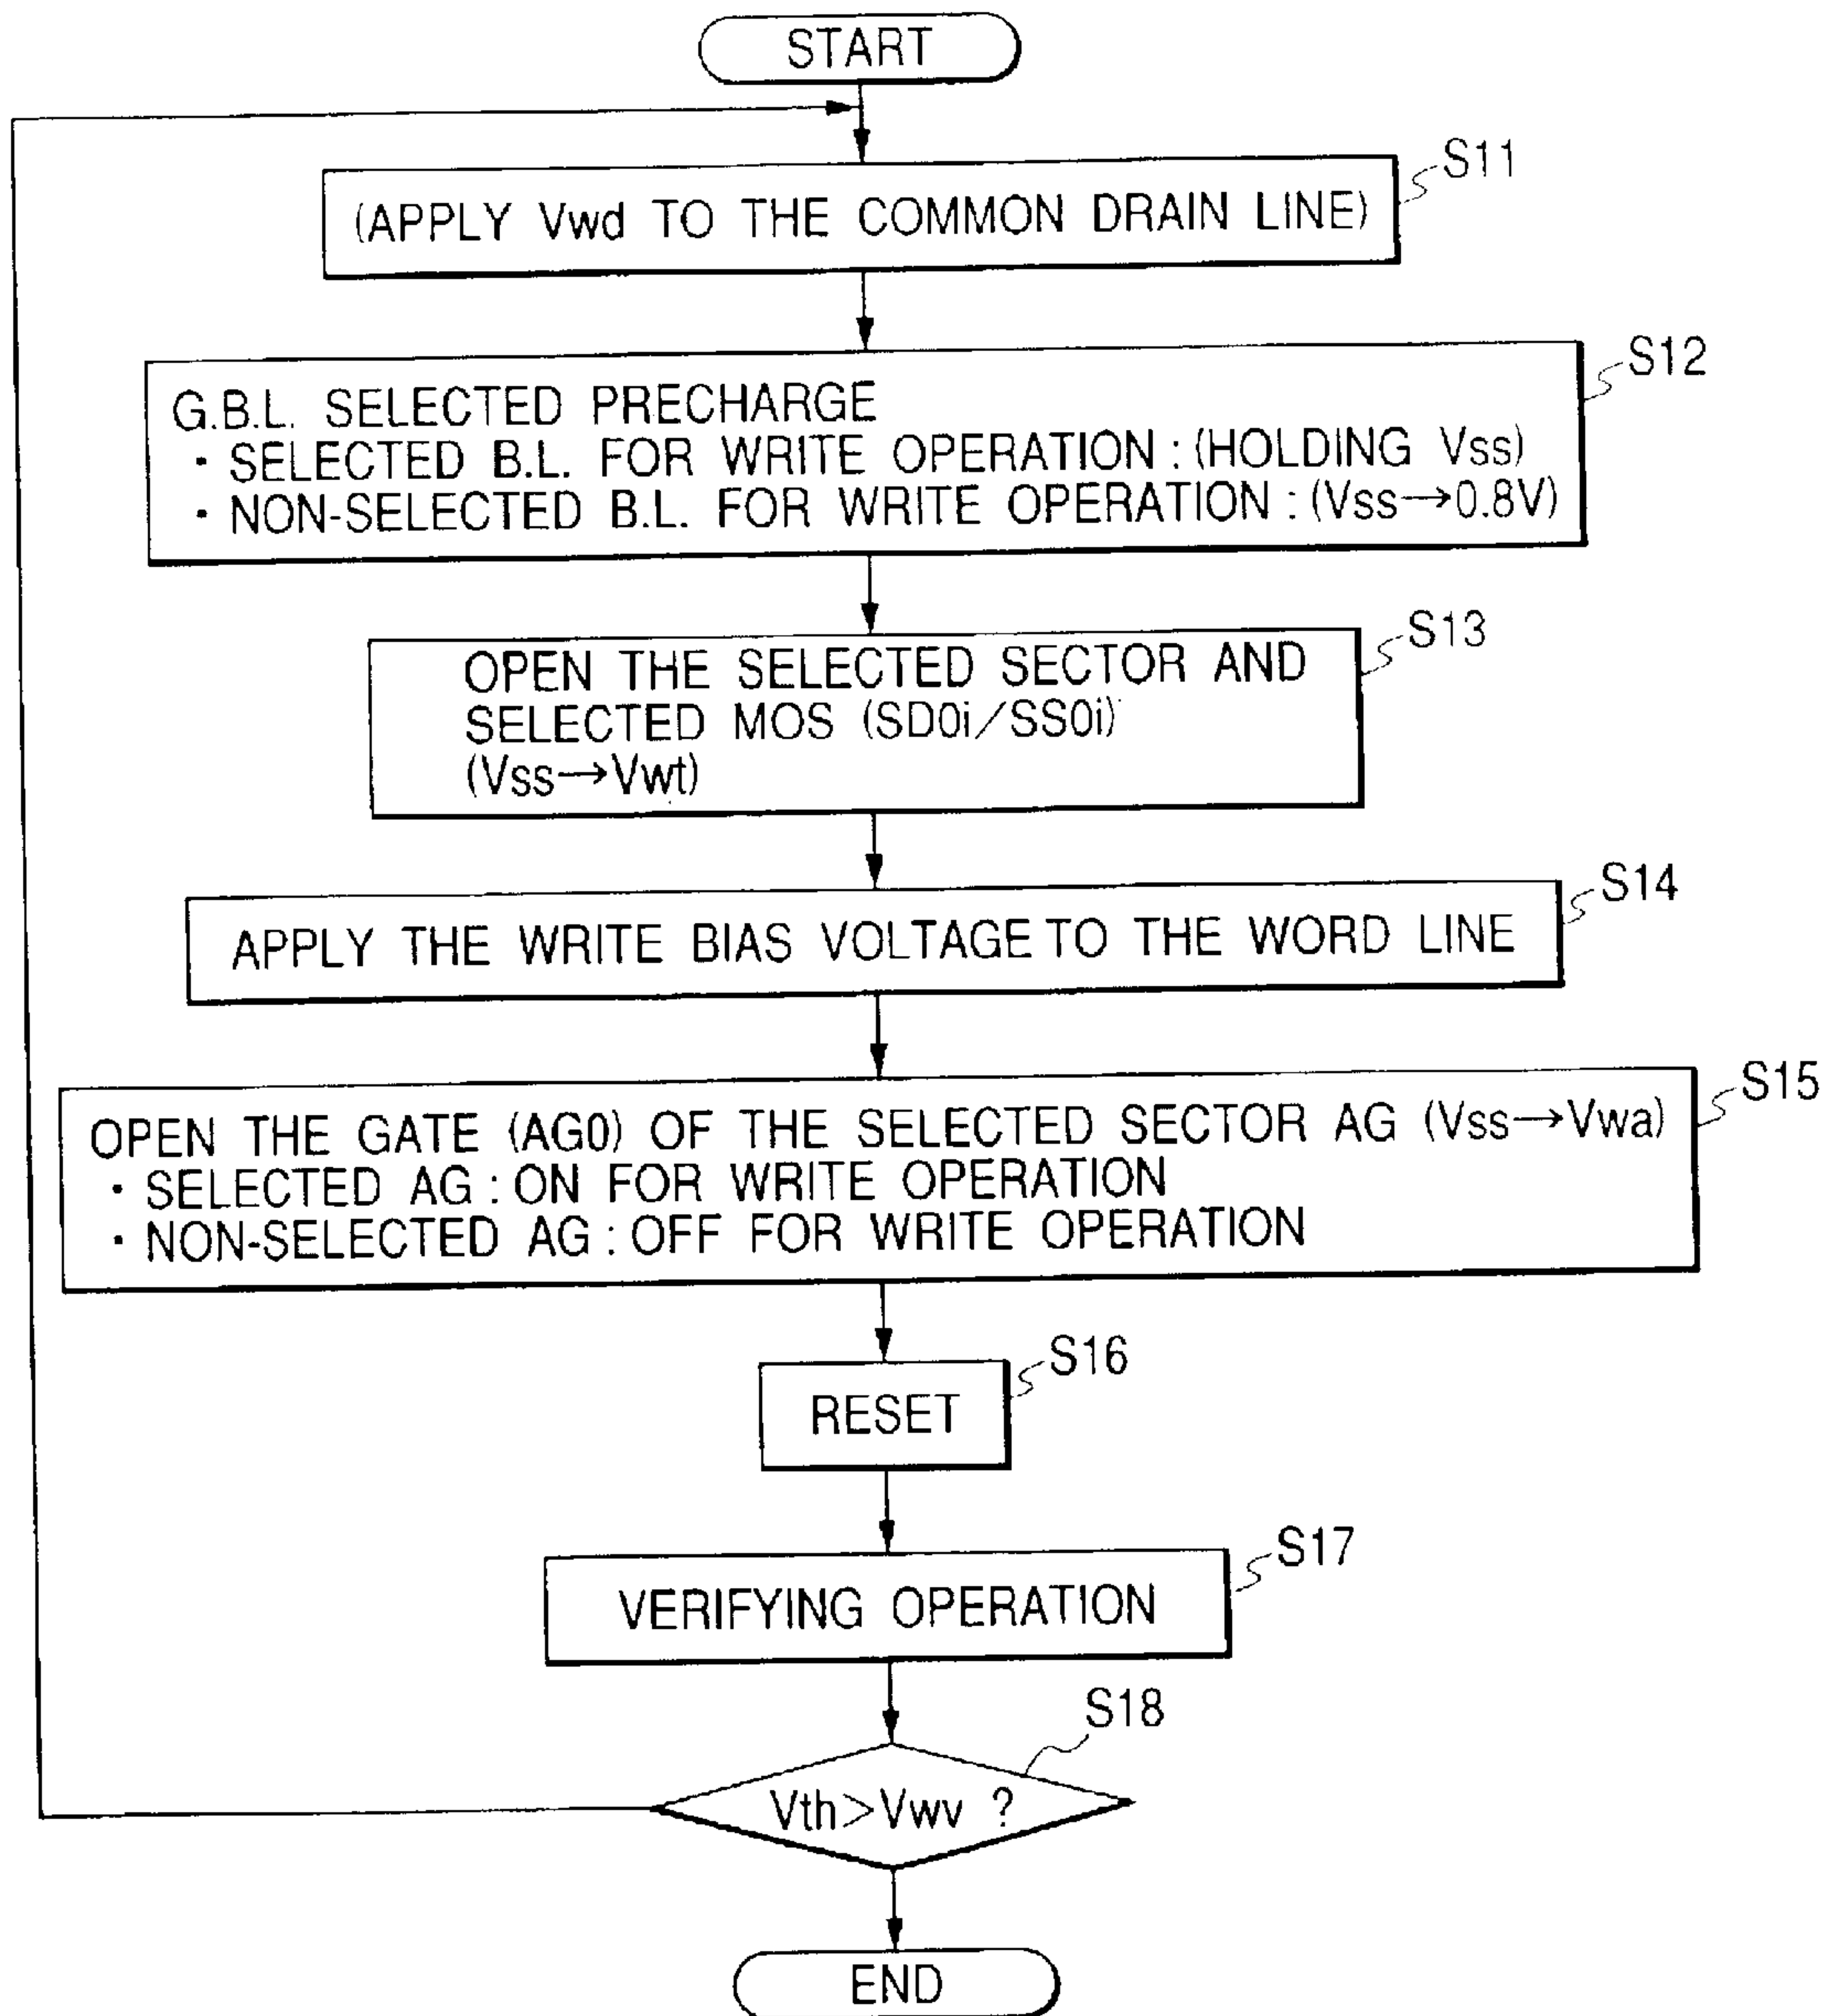 START
S11
(APPLY Vwd TO THE COMMON DRAIN LINE)
S12
G.B.L. SELECTED PRECHARGE
· SELECTED B.L. FOR WRITE OPERATION : (HOLDING Vss)
· NON-SELECTED B.L. FOR WRITE OPERATION : (Vss→0.8V)
S13
OPEN THE SELECTED SECTOR AND
SELECTED MOS (SD0i/SS0i)
(Vss→Vwt)
S14
APPLY THE WRITE BIAS VOLTAGE TO THE WORD LINE
S15
OPEN THE GATE (AG0) OF THE SELECTED SECTOR AG (Vss→Vwa)
· SELECTED AG : ON FOR WRITE OPERATION
· NON-SELECTED AG : OFF FOR WRITE OPERATION
S16
RESET
S17
VERIFYING OPERATION
S18
Vth>Vwv ?
END